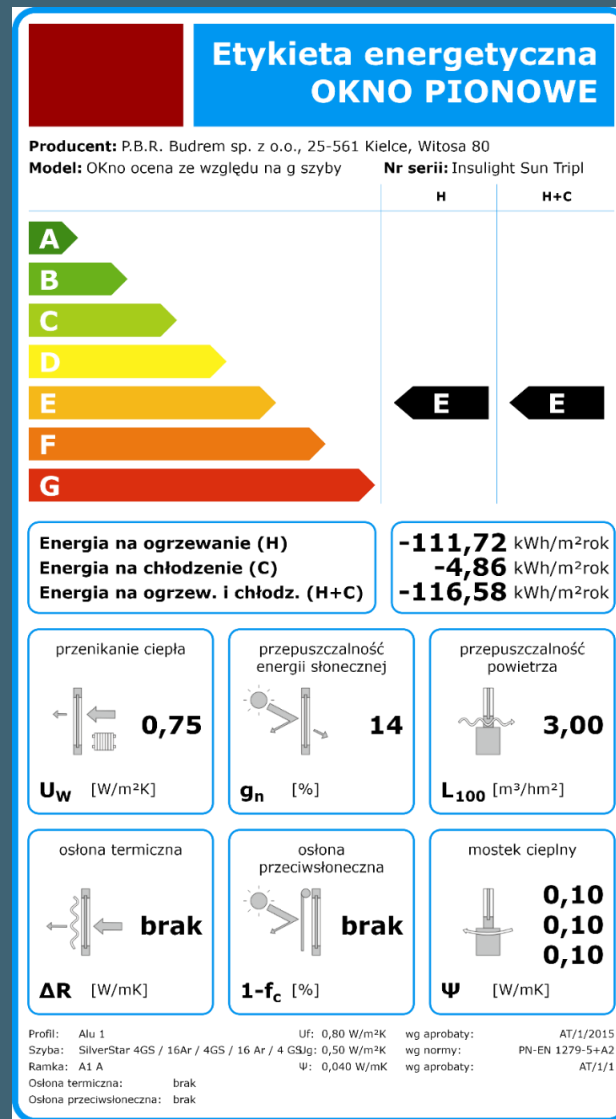 Etykieta energetyczna
OKNO PIONOWE
Producent: P.B.R. Budrem sp. z o.o., 25-561 Kielce, Witosa 80
Model: OKno ocena ze względu na g szyby Nr serii: Insulight Sun Tripl
H H+C
A
B
C
D
E E E
F
G
Energia na ogrzewanie (H) -111,72 kWh/m²rok
Energia na chłodzenie (C) -4,86 kWh/m²rok
Energia na ogrzew. i chłodz. (H+C) -116,58 kWh/m²rok
przenikanie ciepła
0,75
Uw [W/m²K]
przepuszczalność
energii słonecznej
14
gn [%]
przepuszczalność
powietrza
3,00
L100 [m³/hm²]
osłona termiczna
brak
ΔR [W/mK]
osłona
przeciwsłoneczna
brak
1-fc [%]
mostek cieplny
0,10
0,10
0,10
Ψ [W/mK]
Profil: Alu 1 Uf: 0,80 W/m²K wg aprobaty: AT/1/2015
Szyba: SilverStar 4GS / 16Ar / 4GS / 16 Ar / 4 GS Ug: 0,50 W/m²K wg normy: PN-EN 1279-5+A2
Ramka: A1 A Ψ: 0,040 W/mK wg aprobaty: AT/1/1
Osłona termiczna: brak
Osłona przeciwsłoneczna: brak